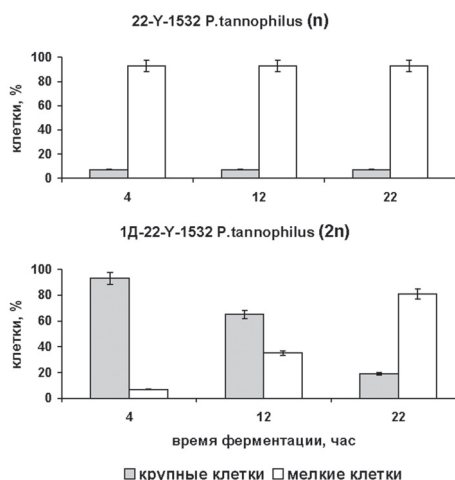 22-Y-1532 P.tannophilus (n)
клетки, %
100
80
60
40
20
0
4 12 22
1Д-22-Y-1532 P.tannophilus (2n)
клетки, %
100
80
60
40
20
0
4 12 22
время ферментации, час
крупные клетки мелкие клетки